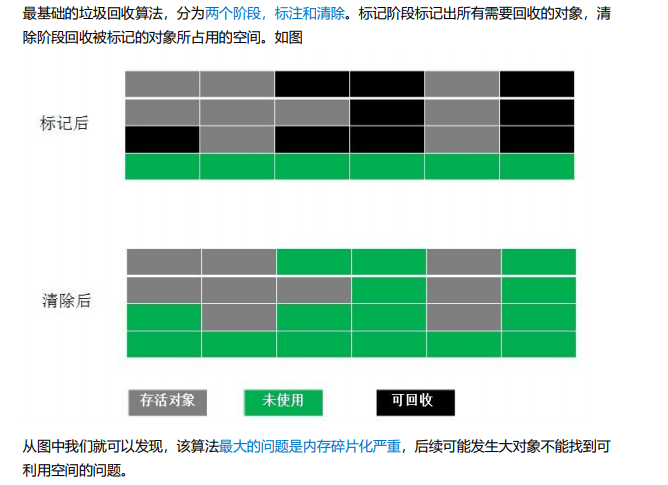 最基础的垃圾回收算法，分为两个阶段，标注和清除。标记阶段标记出所有需要回收的对象，清
除阶段回收被标记的对象所占用的空间。如图
标记后
清除后
存活对象 未使用 可回收
从图中我们就可以发现，该算法最大的问题是内存碎片化严重，后续可能发生大对象不能找到可
利用空间的问题。